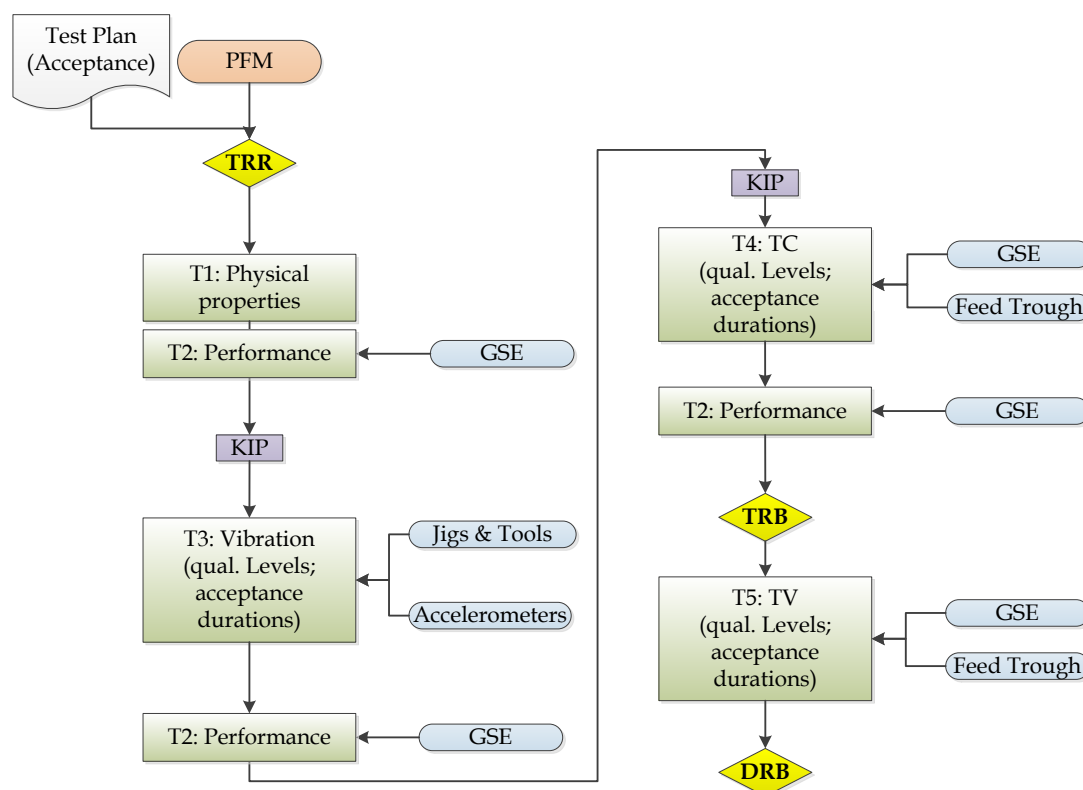 Test Plan
(Acceptance)
PFM
TRR
T1: Physical
properties
T2: Performance
GSE
KIP
T3: Vibration
(qual. Levels;
acceptance
durations)
Jigs & Tools
Accelerometers
T2: Performance
GSE
KIP
T4: TC
(qual. Levels;
acceptance
durations)
GSE
Feed Trough
T2: Performance
GSE
TRB
T5: TV
(qual. Levels;
acceptance
durations)
GSE
Feed Trough
DRB